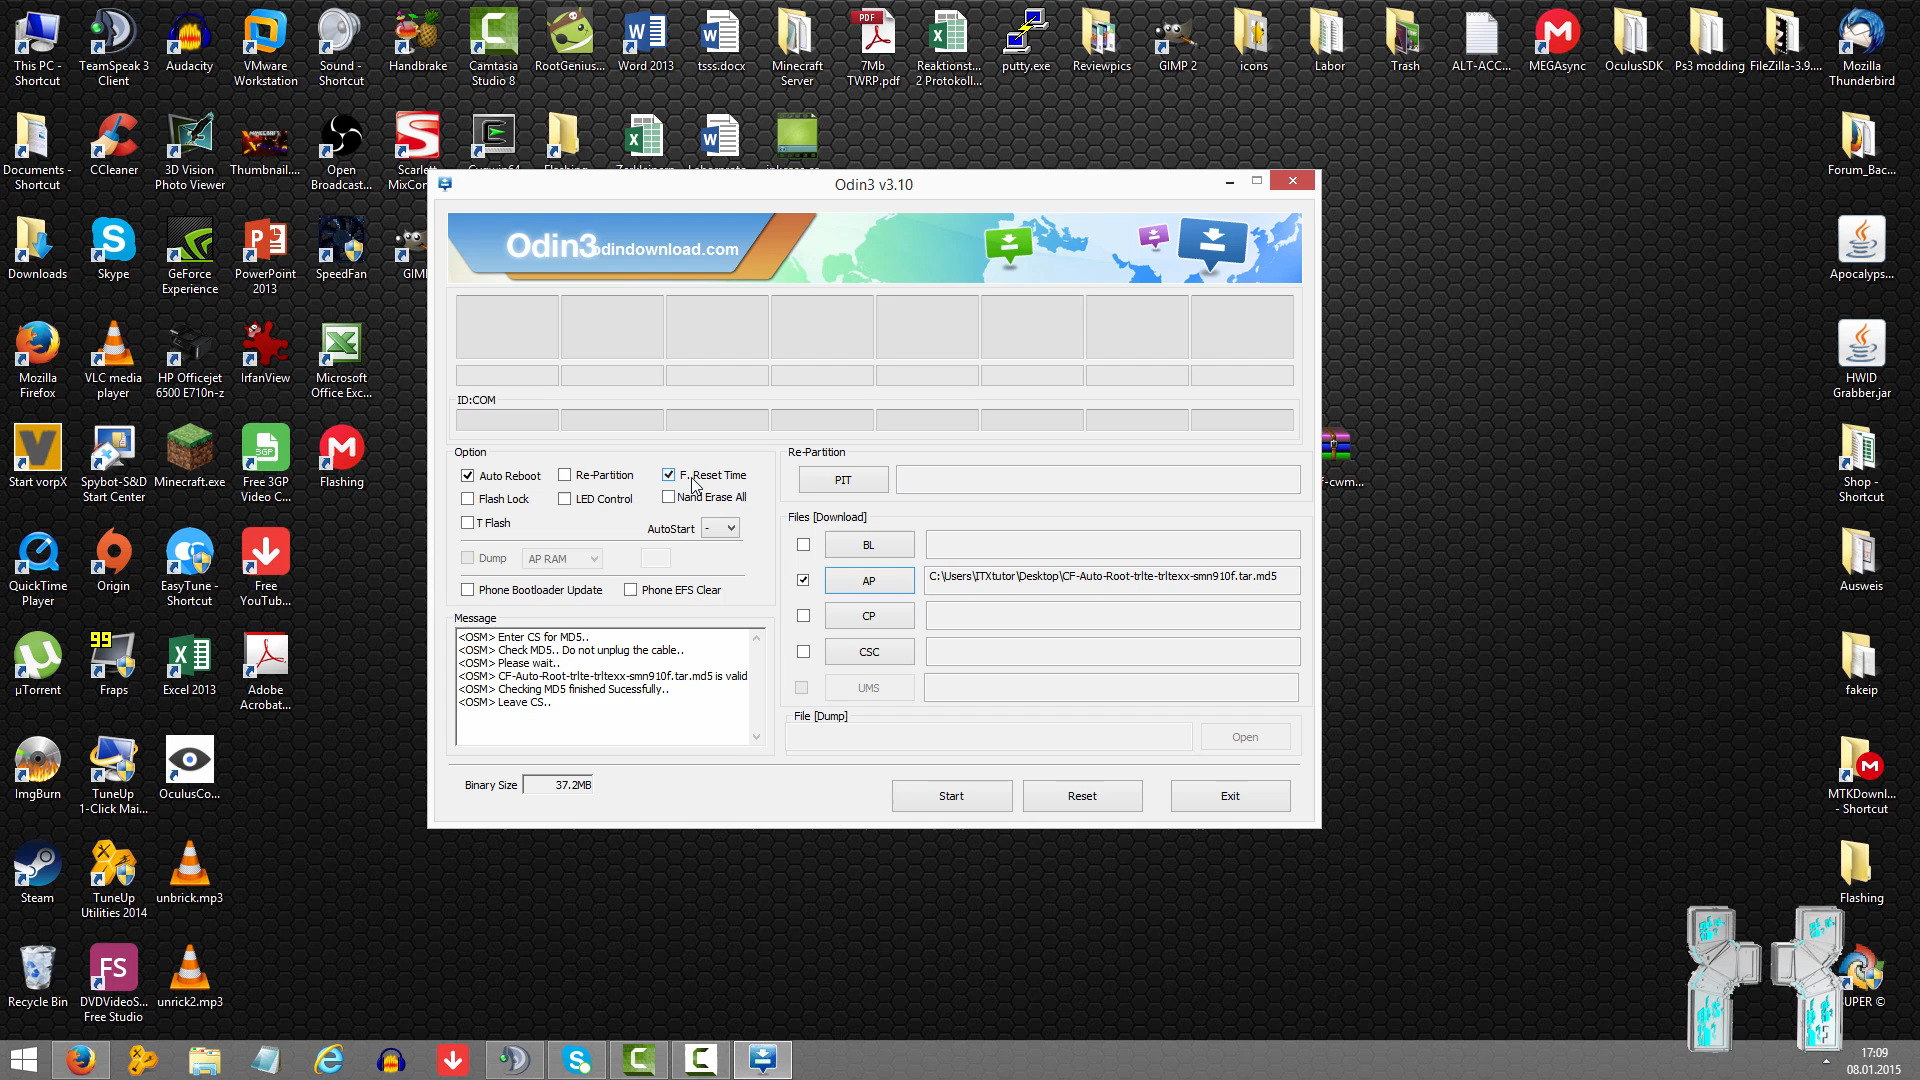 This PC -
Shortcut
TeamSpeak 3
Client
Audacity
VMware
Workstation
Sound -
Shortcut
Handbrake
Camtasia
Studio 8
RootGenius...
Word 2013
tsss.docx
Minecraft
Server
7Mb
TWRP.pdf
Reaktionst...
2 Protokoll...
putty.exe
Reviewpics
GIMP 2
icons
Labor
Trash
ALT-ACC...
MEGAsync
OculusSDK
Ps3 modding
FileZilla-3.9....
Mozilla
Thunderbird
Documents -
Shortcut
CCleaner
3D Vision
Photo Viewer
Thumbnail....
Open
Broadcast...
Scarlett
MixCon
Forum_Bac...
Odin3 v3.10
Odin3
odindownload.com
Downloads
Skype
GeForce
Experience
PowerPoint
2013
SpeedFan
GIM
Apocalyps...
ID:COM
Mozilla
Firefox
VLC media
player
HP Officejet
6500 E710n-z
IrfanView
Microsoft
Office Exc...
HWID
Grabber.jar
Option
Auto Reboot
Re-Partition
F. Reset Time
Flash Lock
LED Control
Nand Erase All
T Flash
AutoStart
-
Dump
AP RAM
Phone Bootloader Update
Phone EFS Clear
Re-Partition
PIT
Files [Download]
BL
AP
C:\Users\ITXtutor\Desktop\CF-Auto-Root-trlte-trltexx-smn910f.tar.md5
CP
CSC
UMS
File [Dump]
Open
Message
<OSM> Enter CS for MD5..
<OSM> Check MD5.. Do not unplug the cable..
<OSM> Please wait..
<OSM> CF-Auto-Root-trlte-trltexx-smn910f.tar.md5 is valid
<OSM> Checking MD5 finished Sucessfully..
<OSM> Leave CS..
Binary Size
37.2MB
Start
Reset
Exit
Start vorpX
Spybot-S&D
Start Center
Minecraft.exe
3GP
Free 3GP
Video C...
Flashing
f-cwm...
Shop -
Shortcut
QuickTime
Player
Origin
EasyTune -
Shortcut
Free
YouTub...
Ausweis
µTorrent
99
Fraps
Excel 2013
Adobe
Acrobat...
fakeip
ImgBurn
TuneUp
1-Click Mai...
OculusCo...
MTKDownl...
- Shortcut
Steam
TuneUp
Utilities 2014
unbrick.mp3
Flashing
Recycle Bin
FS
DVDVideoS...
Free Studio
unrick2.mp3
UPER ©
17:09
08.01.2015